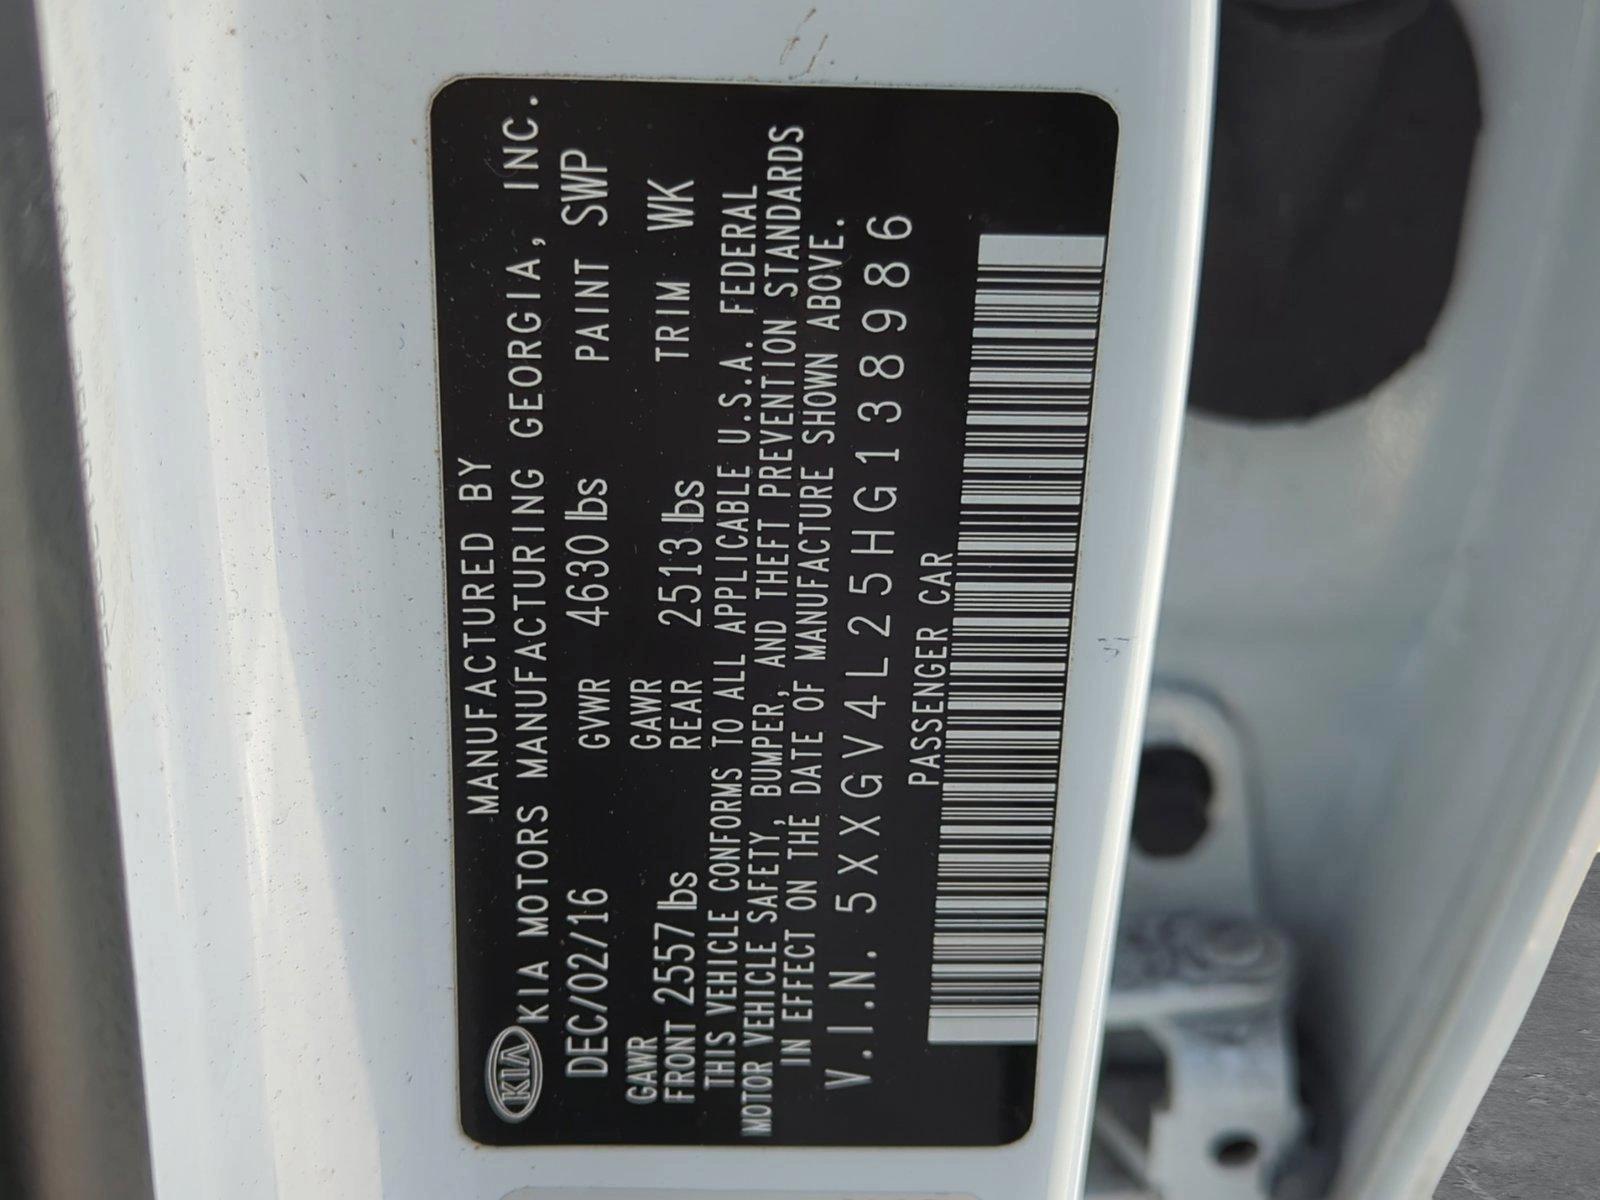 MANUFACTURED BY
KIA KIA MOTORS MANUFACTURING GEORGIA, INC.
DEC/02/16 GVWR 4630 lbs PAINT SWP
GAWR FRONT 2557 lbs GAWR REAR 2513 lbs TRIM WK
THIS VEHICLE CONFORMS TO ALL APPLICABLE U.S.A. FEDERAL
MOTOR VEHICLE SAFETY, BUMPER, AND THEFT PREVENTION STANDARDS
IN EFFECT ON THE DATE OF MANUFACTURE SHOWN ABOVE.
V.I.N. 5XXGV4L25HG138986
PASSENGER CAR